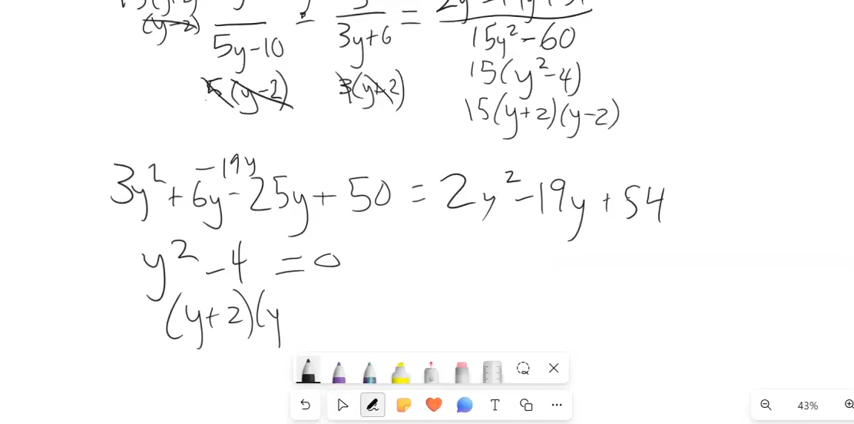 5y-10 3y+6 = 15y²-60
5(y-2) 3(y+2) 15(y²-4)
15(y+2)(y-2)
-19y
3y²+6y-25y+50=2y²-19y+54
y²-4=0
(y+2)(y
T
43%